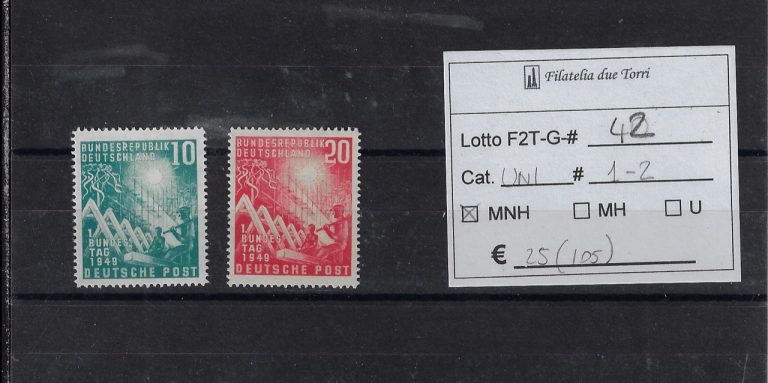 BUNDESREPUBLIK 10
DEUTSCHLAND
1.
BUNDES
TAG
1949
DEUTSCHE POST
BUNDESREPUBLIK 20
DEUTSCHLAND
1.
BUNDES
TAG
1949
DEUTSCHE POST
Filatelia due Torri
Lotto F2T-G-# 42
Cat. UNI # 1-2
MNH MH U
€ 25 (105)